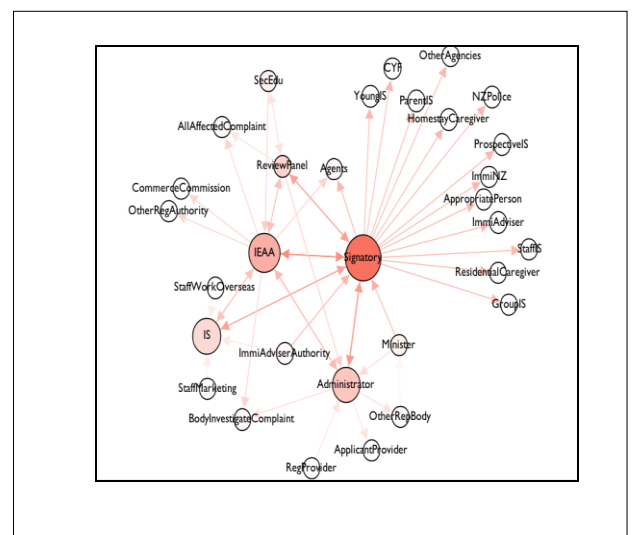 OtherAgencies
CYF
SecEdu
YoungIS
ParentIS
NZPolice
HomestayCaregiver
AllAffectedComplaint
ProspectiveIS
ReviewPanel
Agents
ImmiNZ
CommerceCommission
AppropriatePerson
OtherRegAuthority
ImmiAdviser
IEAA
Signatory
StaffIS
ResidentialCaregiver
StaffWorkOverseas
GroupIS
IS
Minister
ImmiAdviserAuthority
Administrator
StaffMarketing
OtherRepBody
BodyInvestigateComplaint
ApplicantProvider
RegProvider